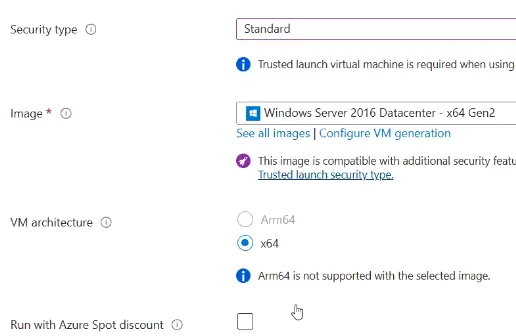 Security type
Standard
Trusted launch virtual machine is required when using
Image *
Windows Server 2016 Datacenter - x64 Gen2
See all images | Configure VM generation
This image is compatible with additional security featu
Trusted launch security type.
VM architecture
Arm64
x64
Arm64 is not supported with the selected image.
Run with Azure Spot discount